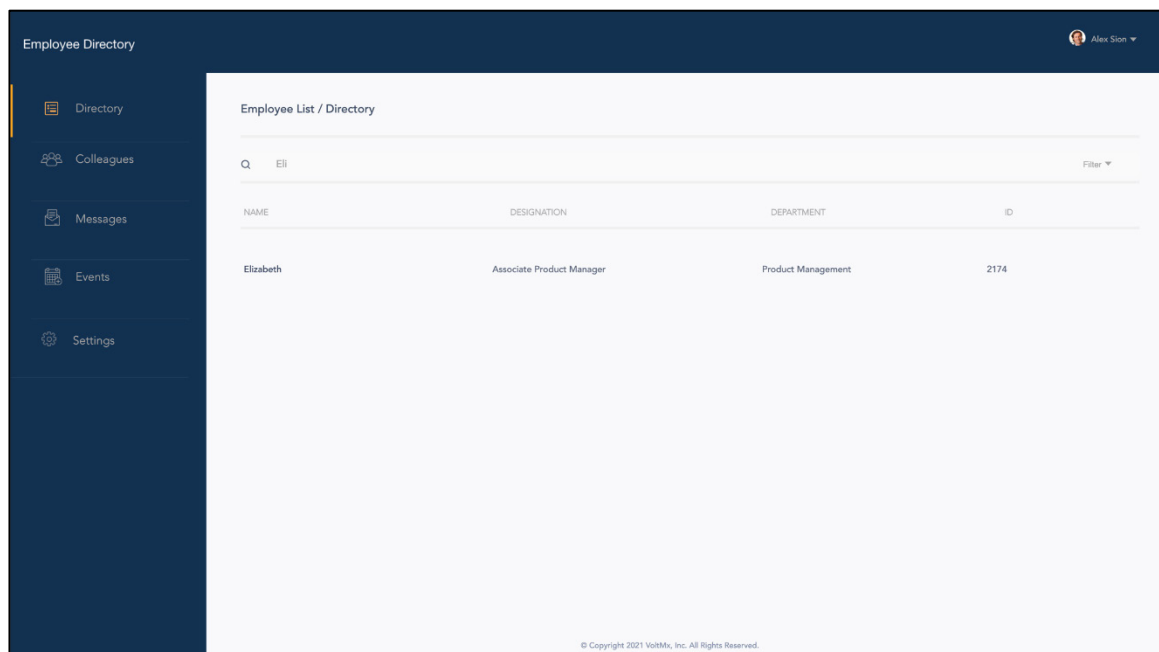 Employee Directory
Alex Sion
Directory
Colleagues
Messages
Events
Settings
Employee List / Directory
Eli
Filter
NAME DESIGNATION DEPARTMENT ID
Elizabeth Associate Product Manager Product Management 2174
© Copyright 2021 VoltMx, Inc. All Rights Reserved.